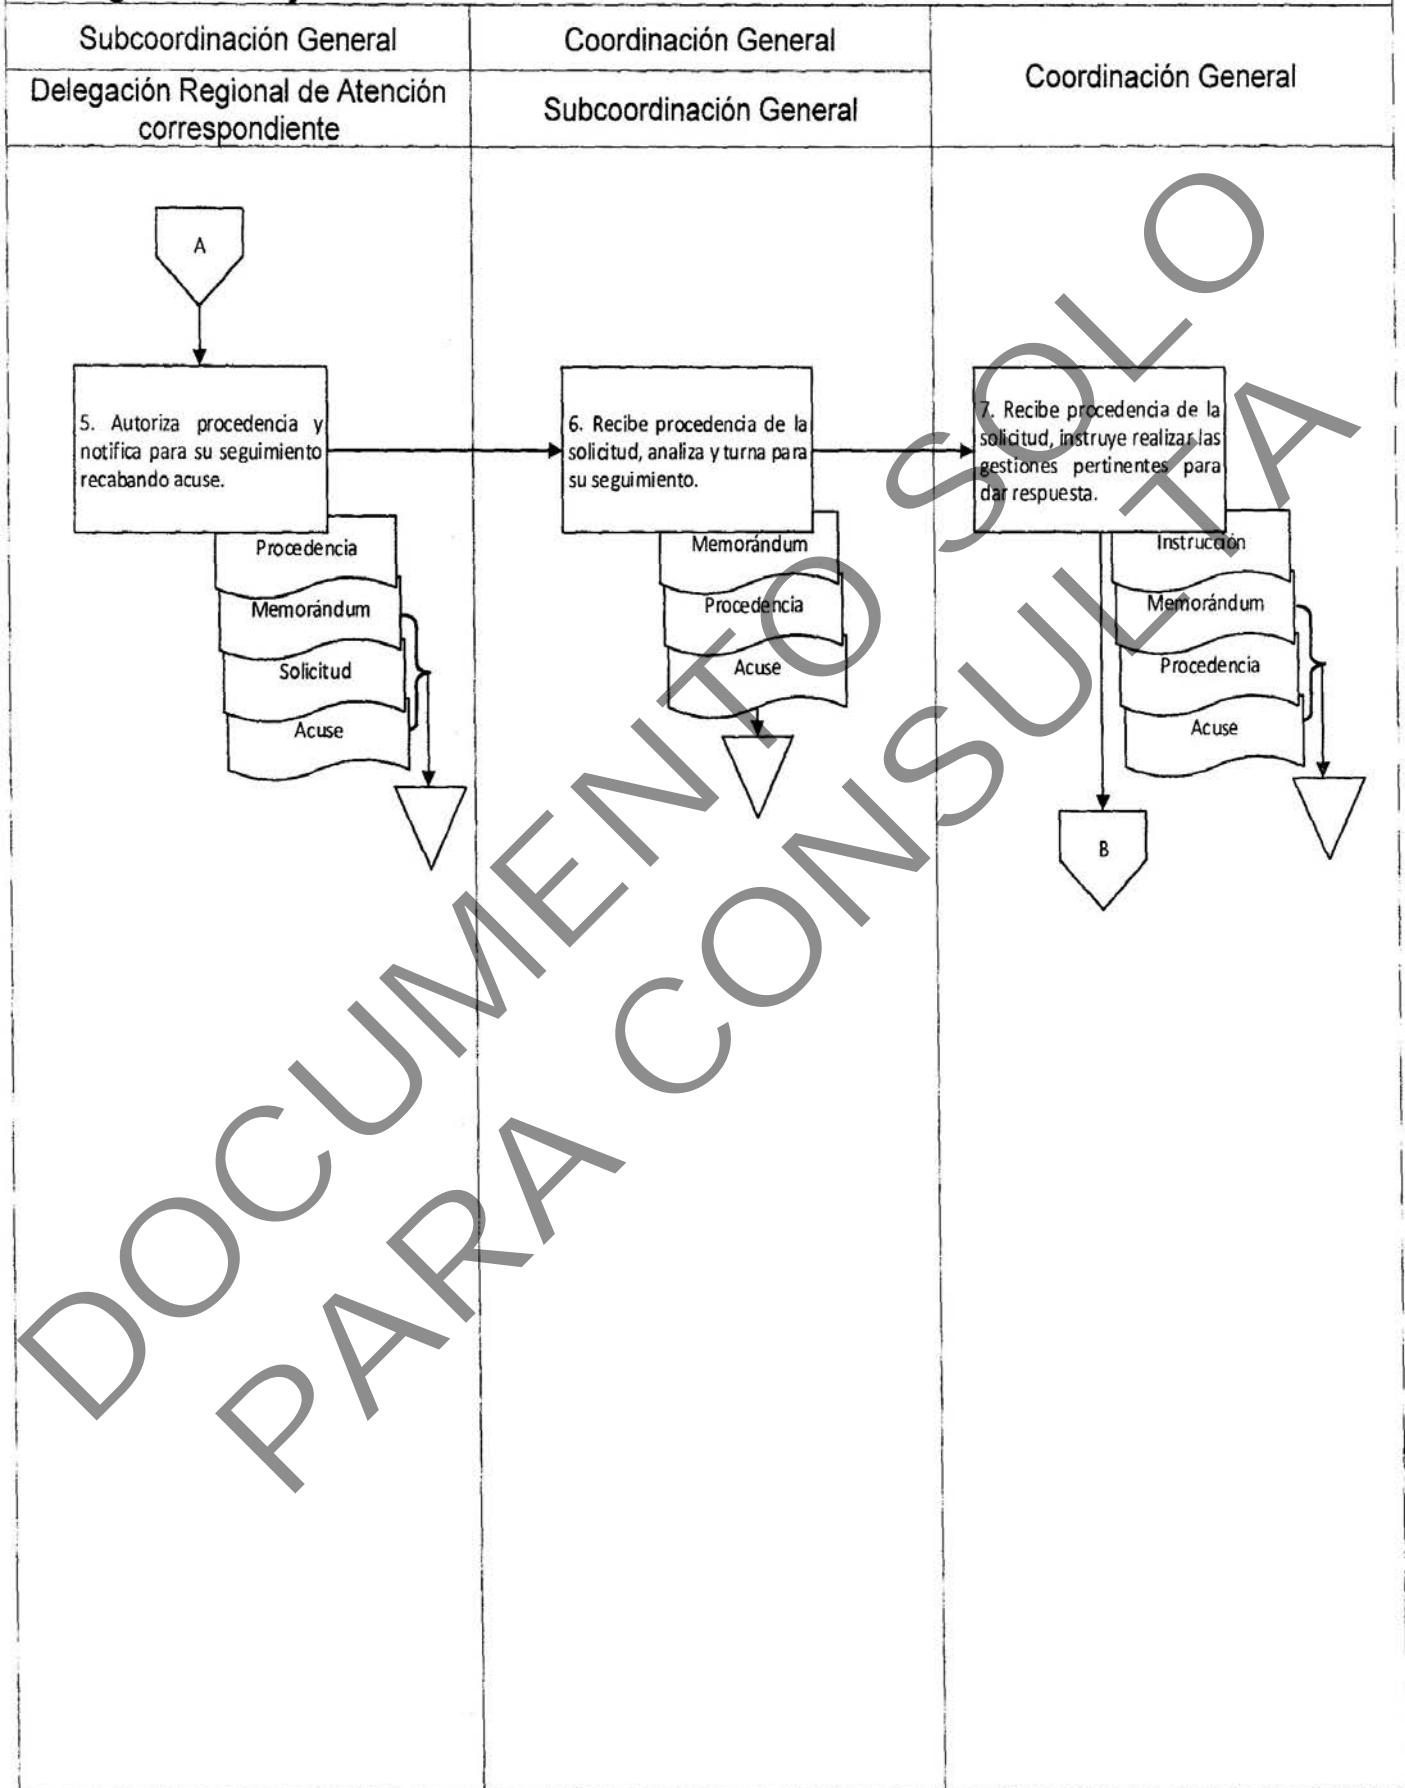 Subcoordinación General
Delegación Regional de Atención
correspondiente
Coordinación General
Subcoordinación General
Coordinación General
A
5. Autoriza procedencia y
notifica para su seguimiento
recabando acuse.
Procedencia
Memorándum
Solicitud
Acuse
6. Recibe procedencia de la
solicitud, analiza y turna para
su seguimiento.
Memorándum
Procedencia
Acuse
7. Recibe procedencia de la
solicitud, instruye realizar las
gestiones pertinentes para
dar respuesta.
Instrucción
Memorándum
Procedencia
Acuse
B
DOCUMENTO SOLO
PARA CONSULTA